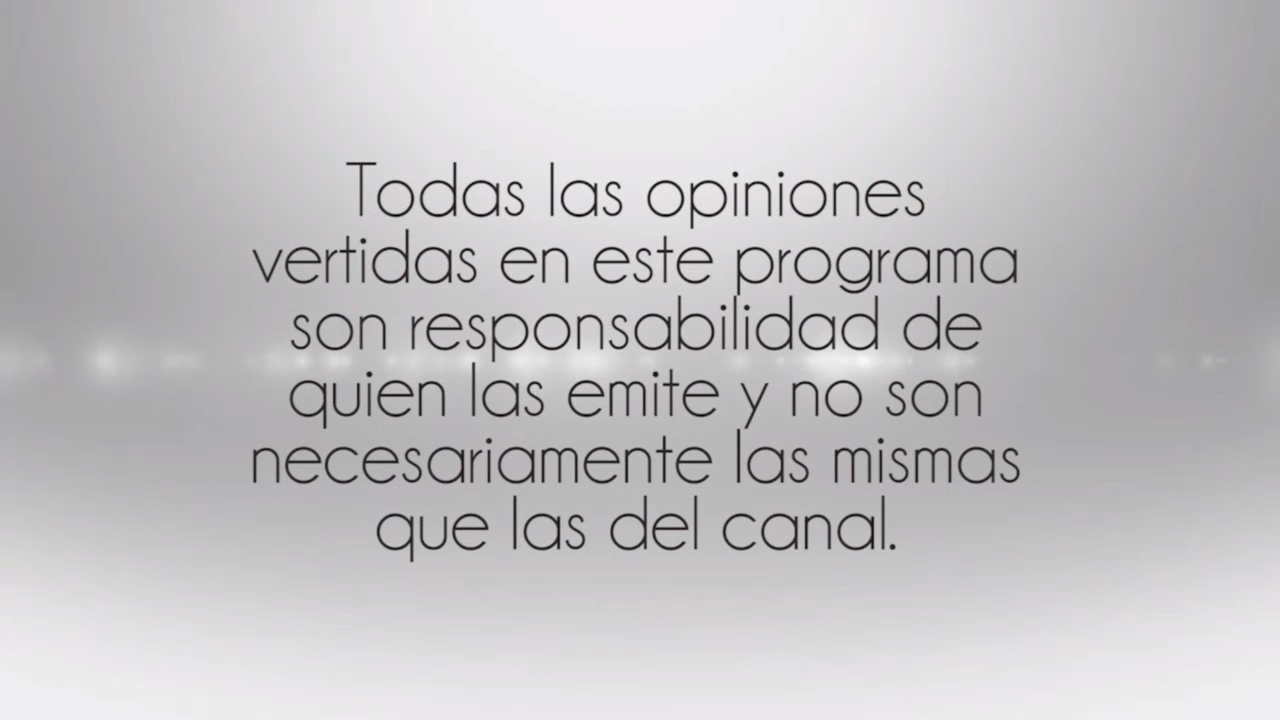 Todas las opiniones
vertidas en este programa
son responsabilidad de
quien las emite y no son
necesariamente las mismas
que las del canal.